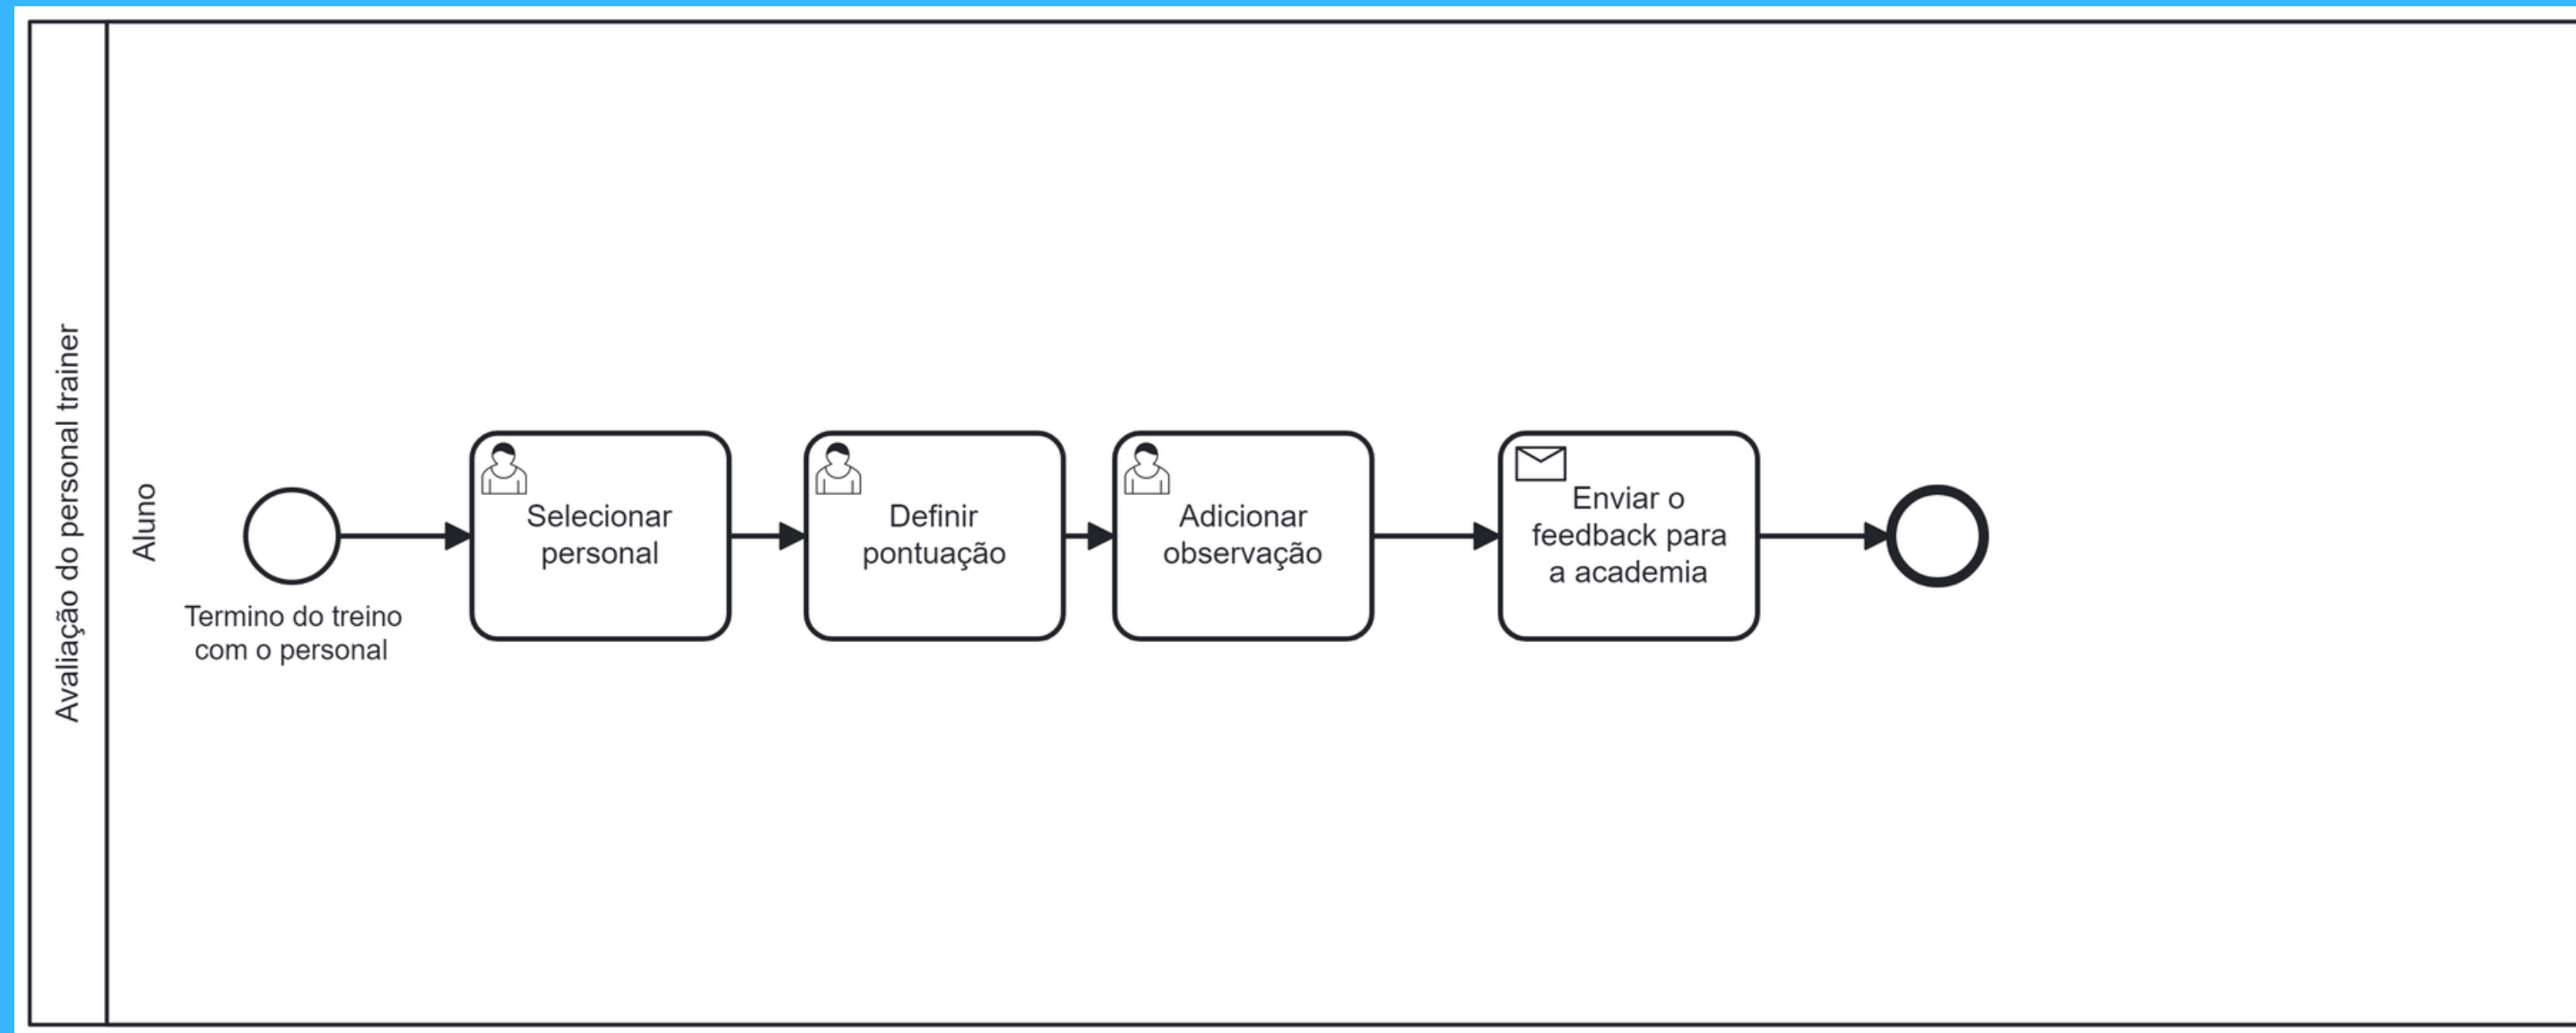 Avaliação do personal trainer
Aluno
Termino do treino
com o personal
Selecionar
personal
Definir
pontuação
Adicionar
observação
Enviar o
feedback para
a academia